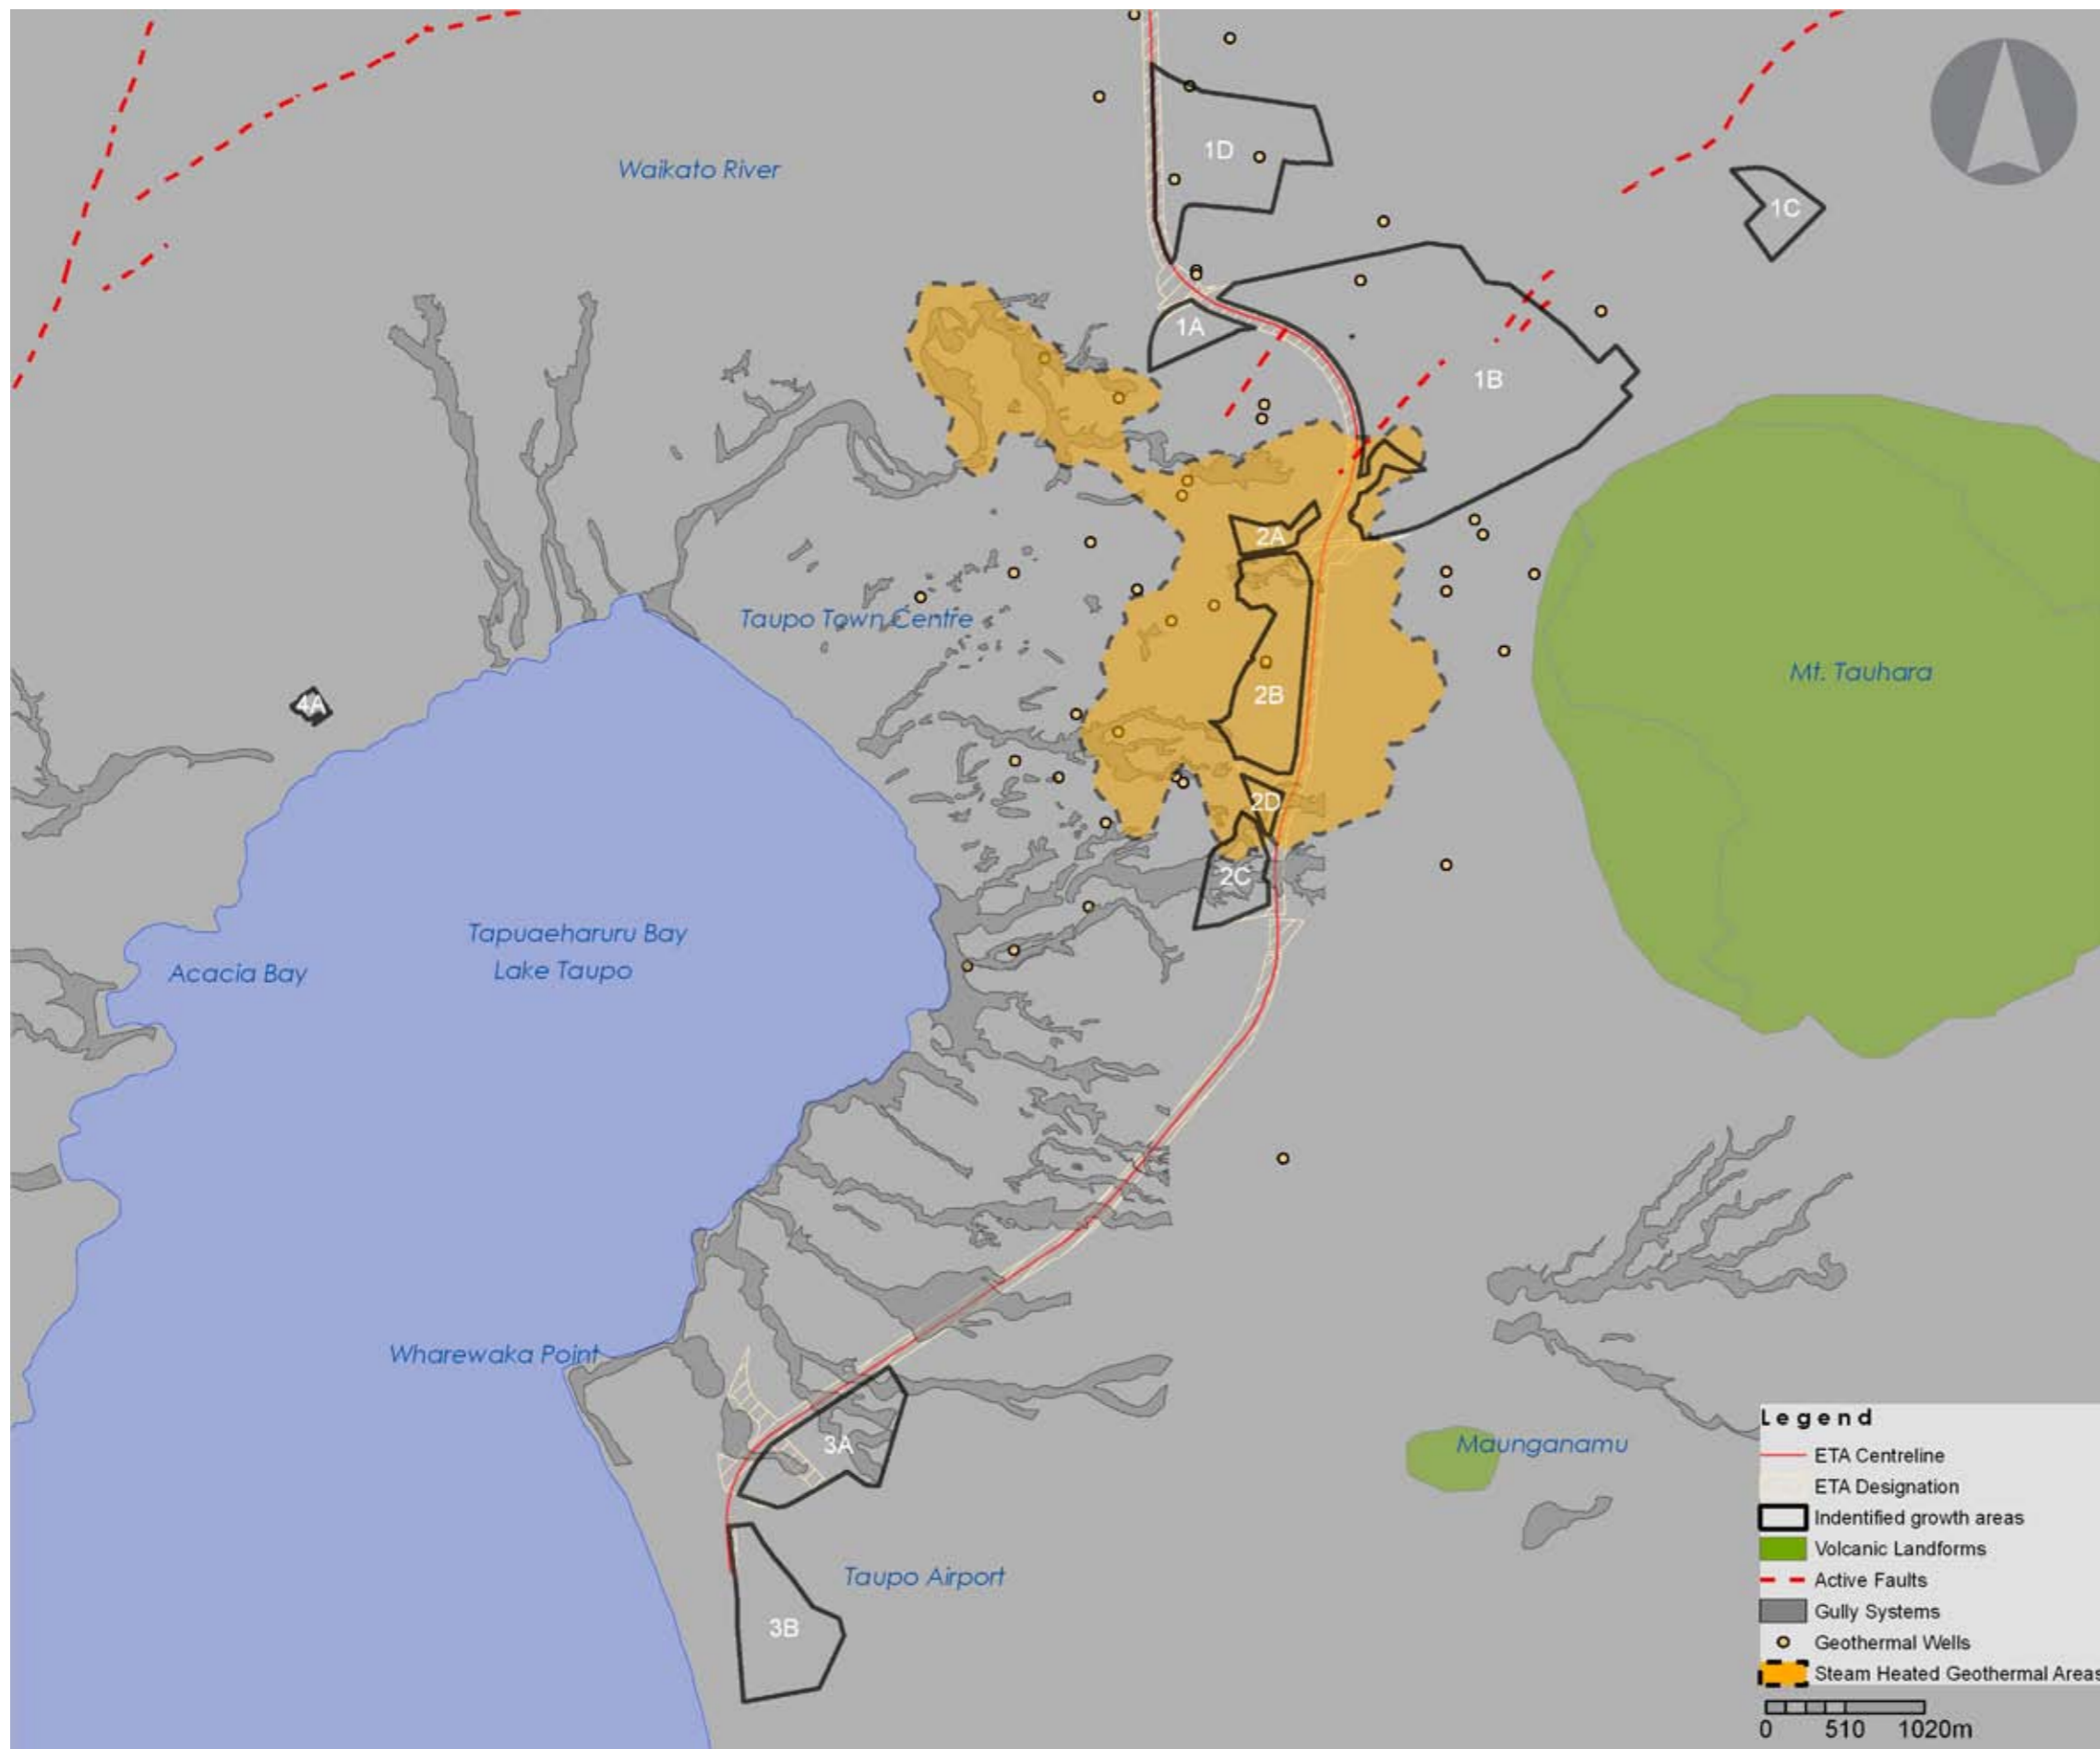 Waikato River
1D
1C
1A
1B
2A
Taupo Town Centre
Mt. Tauhara
2B
4A
2D
2C
Tapuaeharuru Bay
Lake Taupo
Acacia Bay
Wharewaka Point
3A
Maunganamu
Taupo Airport
3B
Legend
ETA Centreline
ETA Designation
Indentified growth areas
Volcanic Landforms
Active Faults
Gully Systems
Geothermal Wells
Steam Heated Geothermal Areas
0 510 1020m